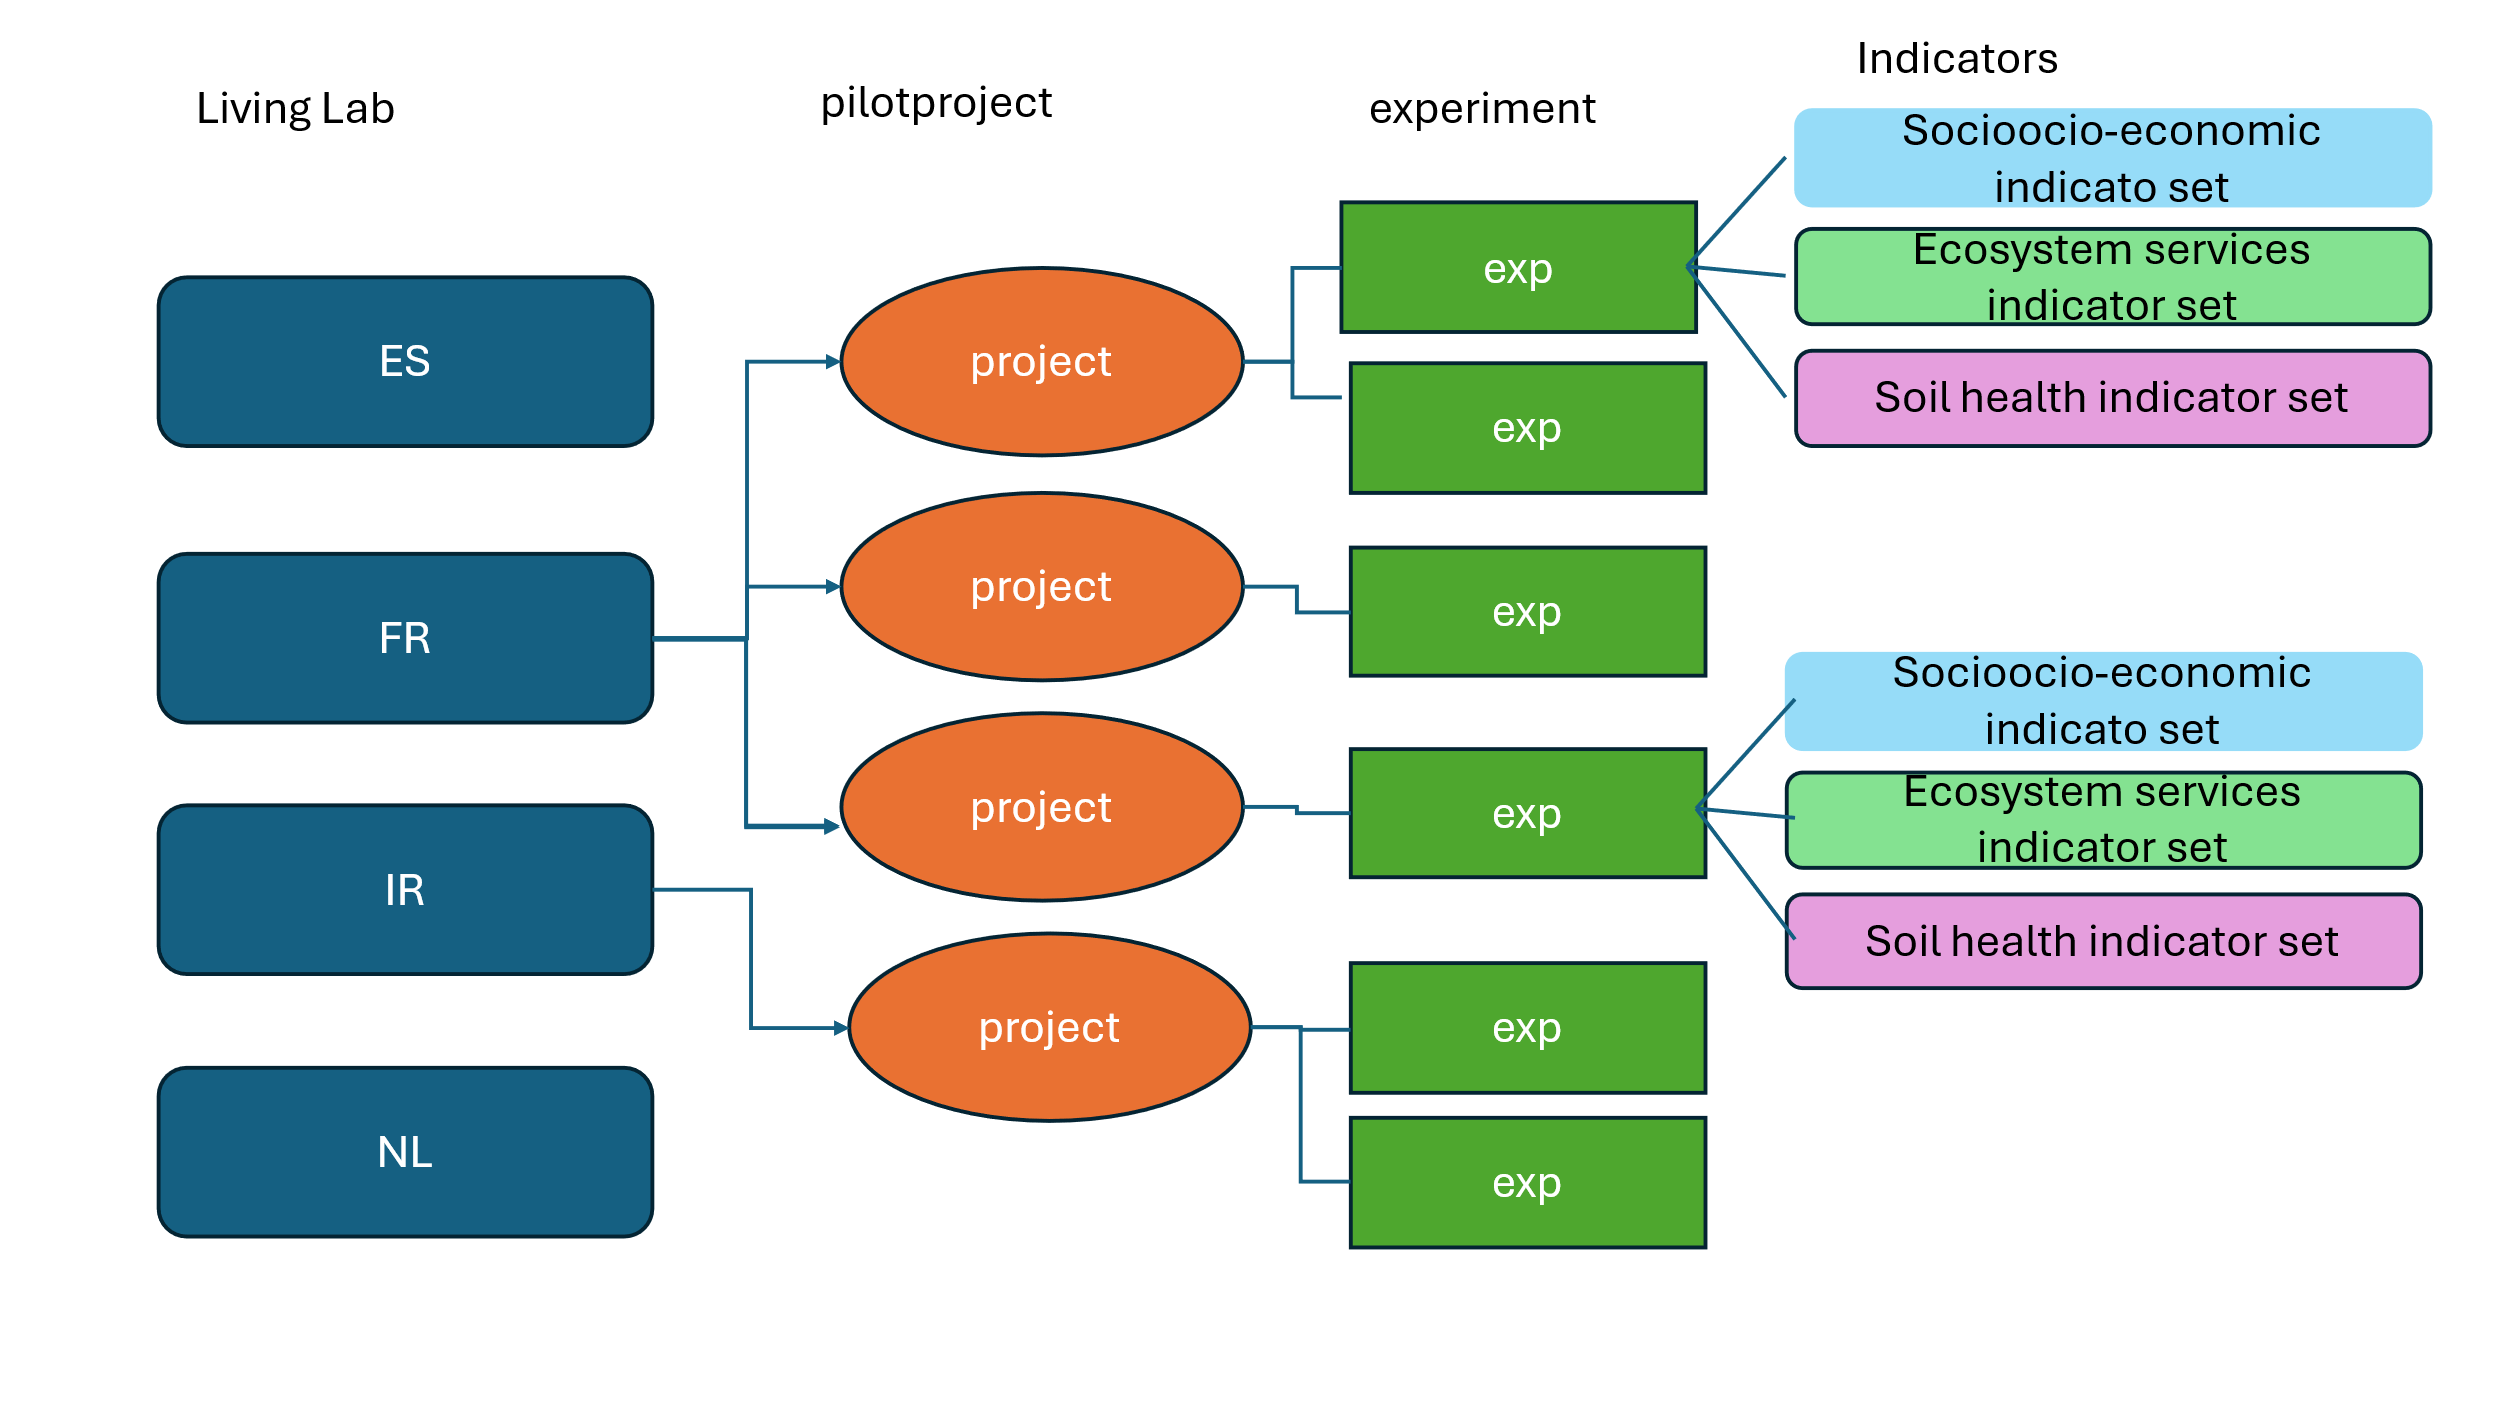 Living Lab
pilotproject
experiment
Indicators
ES
FR
IR
NL
project
project
project
project
exp
exp
exp
exp
exp
exp
Socioocio-economic
indicato set
Ecosystem services
indicator set
Soil health indicator set
Socioocio-economic
indicato set
Ecosystem services
indicator set
Soil health indicator set